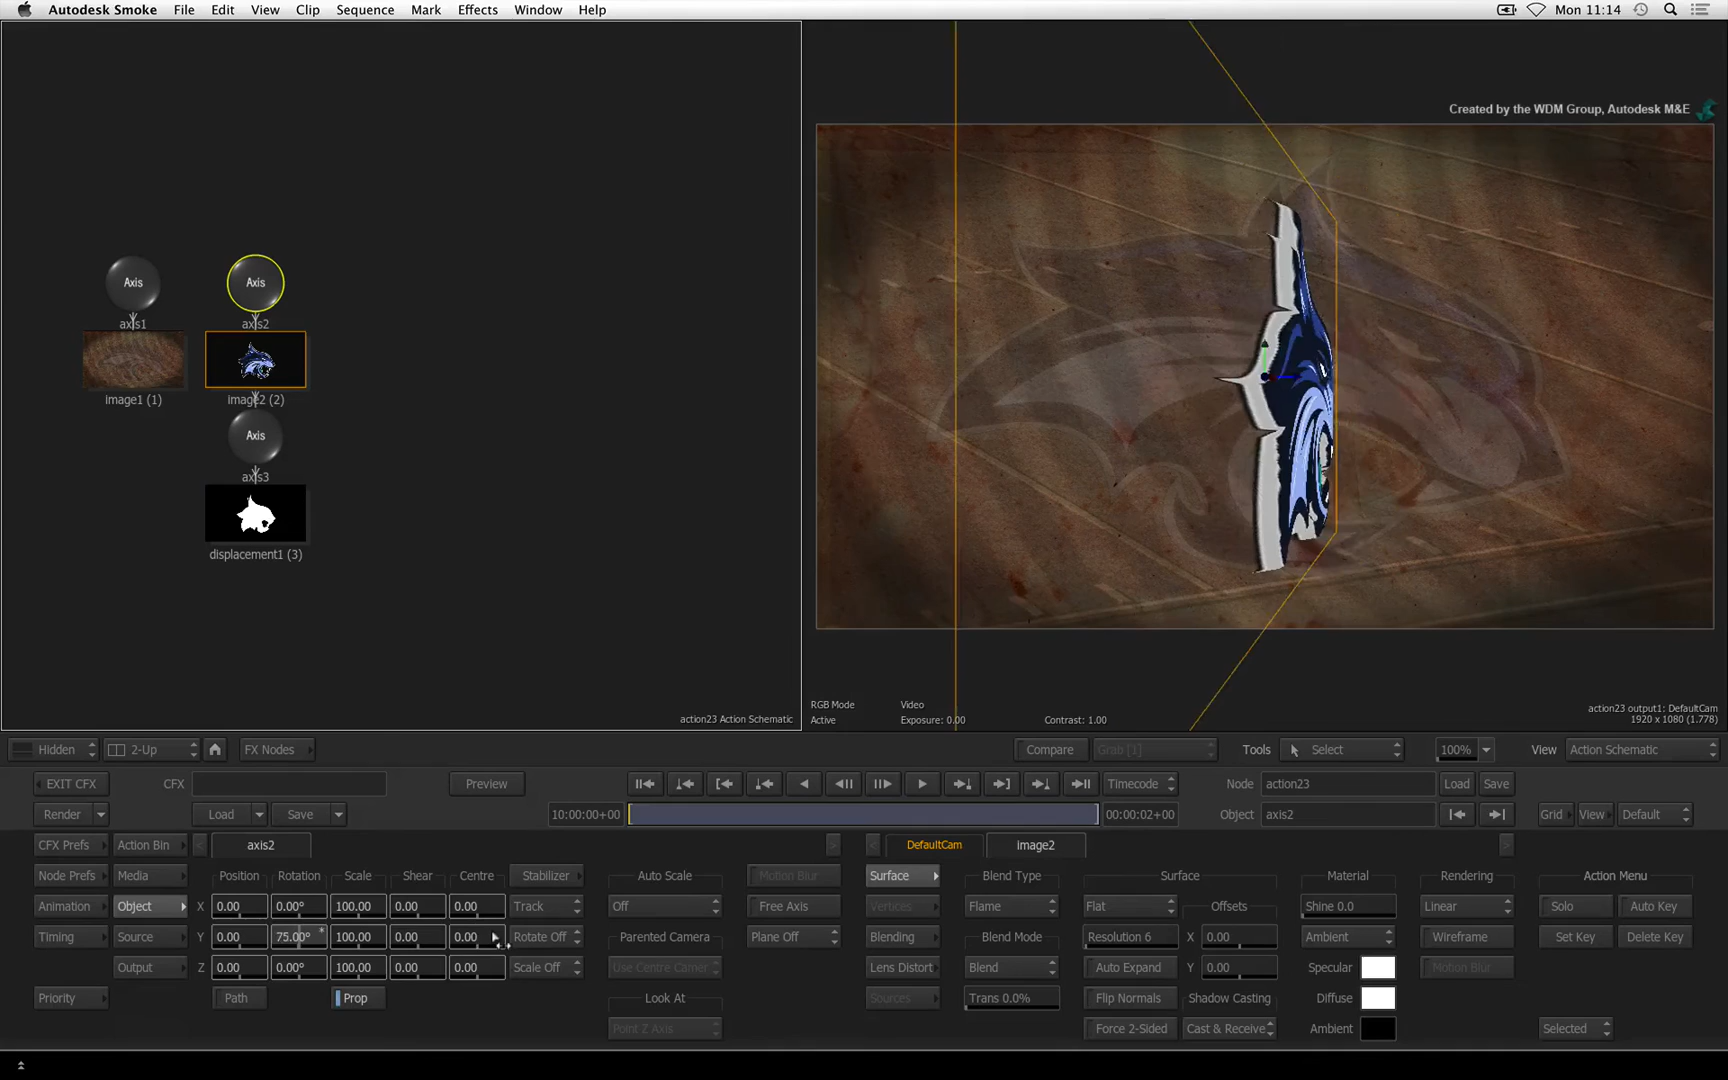 Autodesk Smoke File Edit View Clip Sequence Mark Effects Window Help Mon 11:14
Created by the WDM Group, Autodesk M&E
Axis Axis
axis1 axis2
image1 (1) image2 (2)
Axis
axis3
displacement1 (3)
RGB Mode Video
Active Exposure: 0.00 Contrast: 1.00
action23 Action Schematic
action23 output1: DefaultCam
1920 x 1080 (1.778)
Hidden 2-Up FX Nodes Compare Grab [1] Tools Select 100% View Action Schematic
EXIT CFX CFX Preview Timecode Node action23 Load Save
Render Load Save 10:00:00+00 00:00:02+00 Object axis2 Grid View Default
CFX Prefs Action Bin < axis2 > < DefaultCam image2 >
Node Prefs Media Position Rotation Scale Shear Centre Stabilizer Auto Scale Motion Blur Surface Blend Type Surface Material Rendering Action Menu
Animation Object X 0.00 0.00° 100.00 0.00 0.00 Track Off Free Axis Vertices Flame Flat Offsets Shine 0.0 Linear Solo Auto Key
Timing Source Y 0.00 75.00° 100.00 0.00 0.00 Rotate Off Parented Camera Plane Off Blending Blend Mode Resolution 6 X 0.00 Ambient Wireframe Set Key Delete Key
Output Z 0.00 0.00° 100.00 0.00 0.00 Scale Off Use Centre Camer Lens Distort Blend Auto Expand Y 0.00 Specular Motion Blur
Priority Path Prop Look At Sources Trans 0.0% Flip Normals Shadow Casting Diffuse
Point Z Axis Force 2-Sided Cast & Receive Ambient Selected